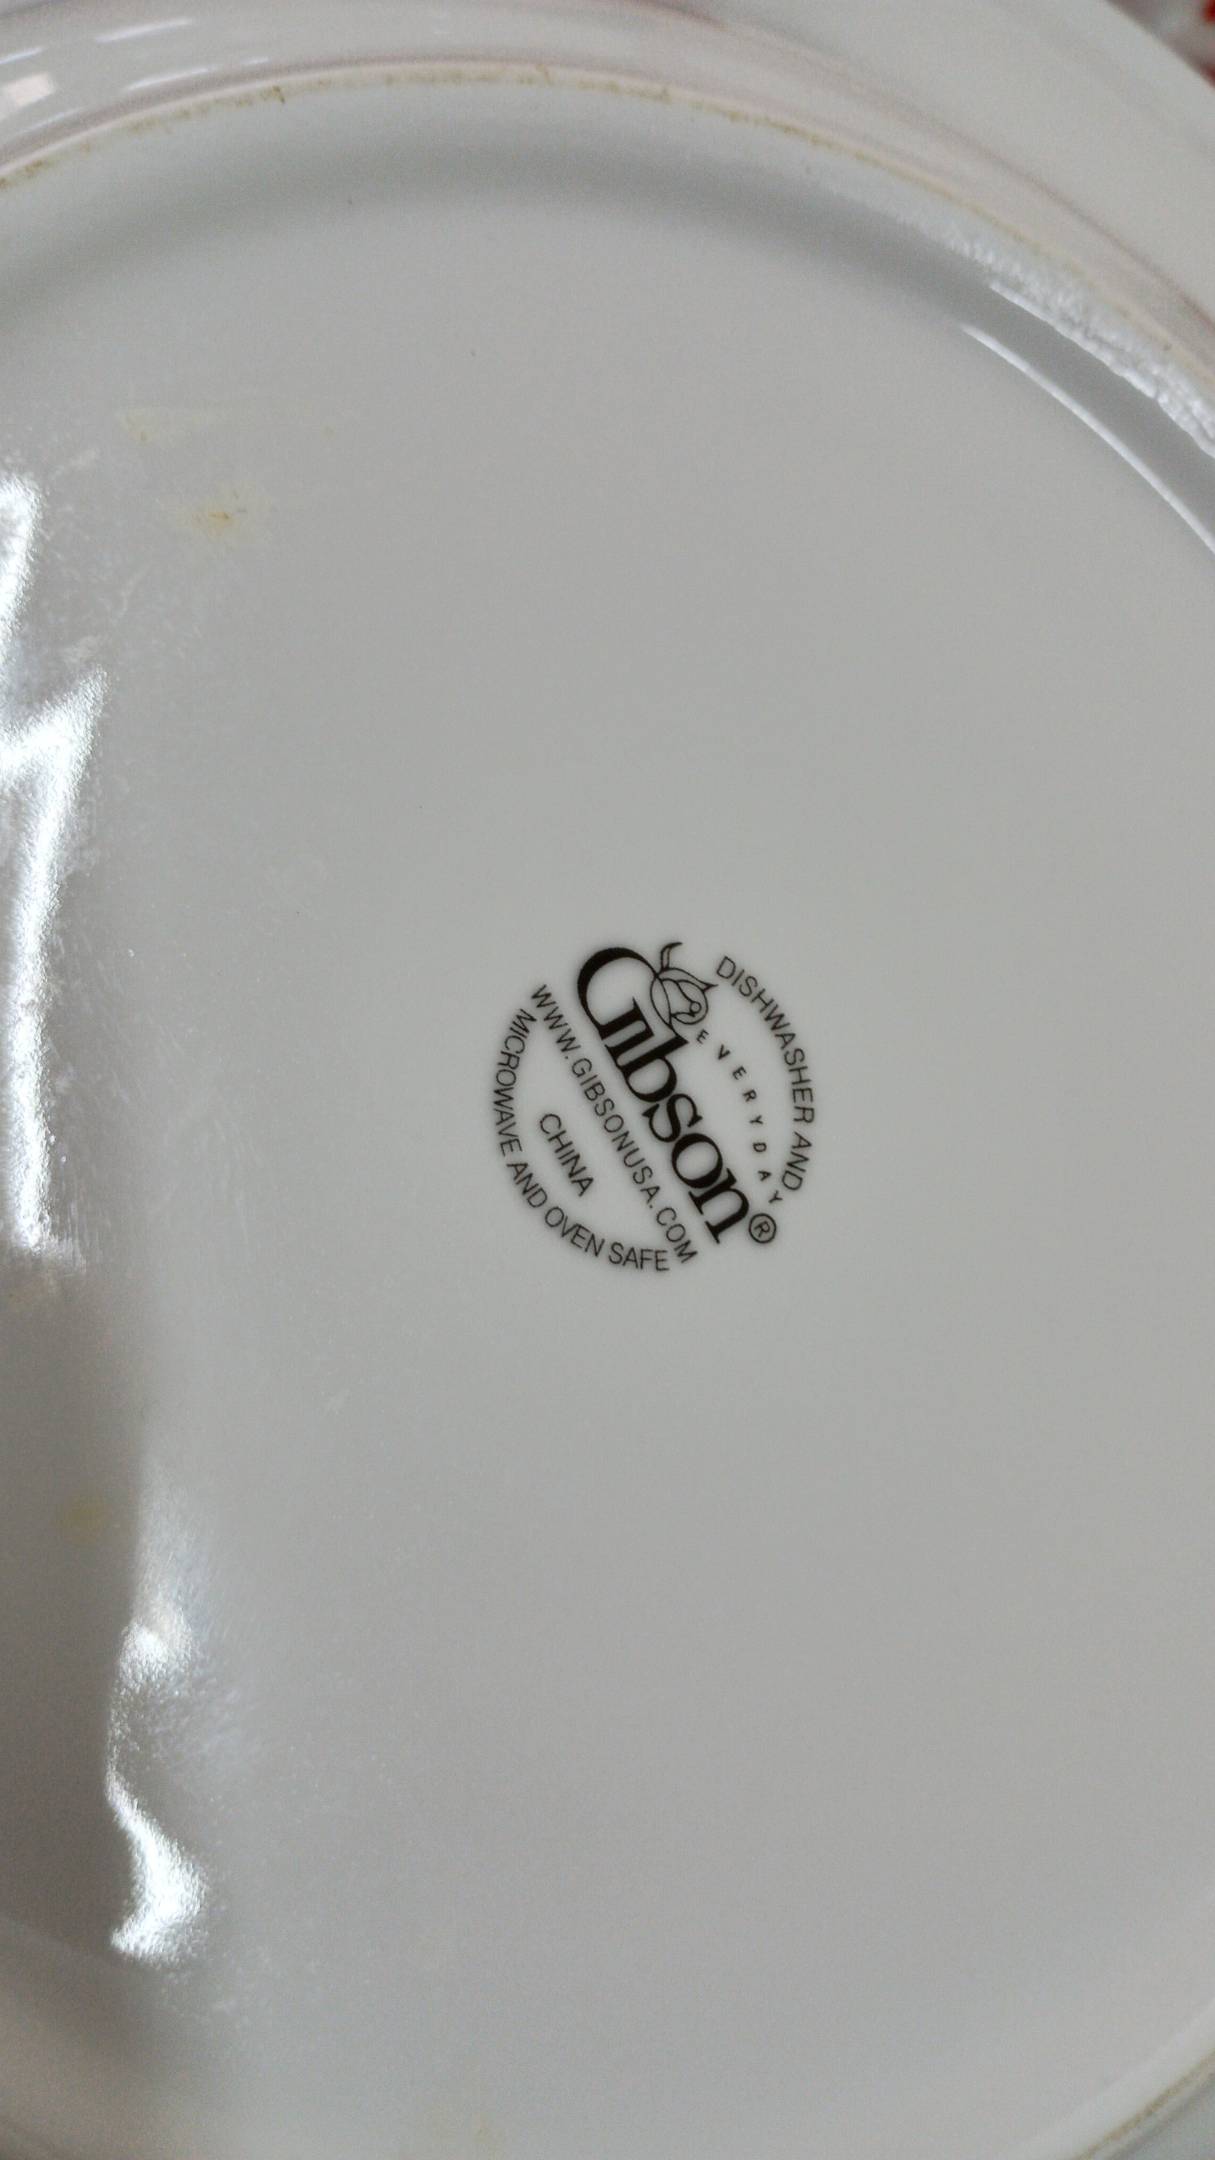 DISHWASHER AND
EVERYDAY
Gibson®
WWW.GIBSONUSA.COM
CHINA
MICROWAVE AND OVEN SAFE